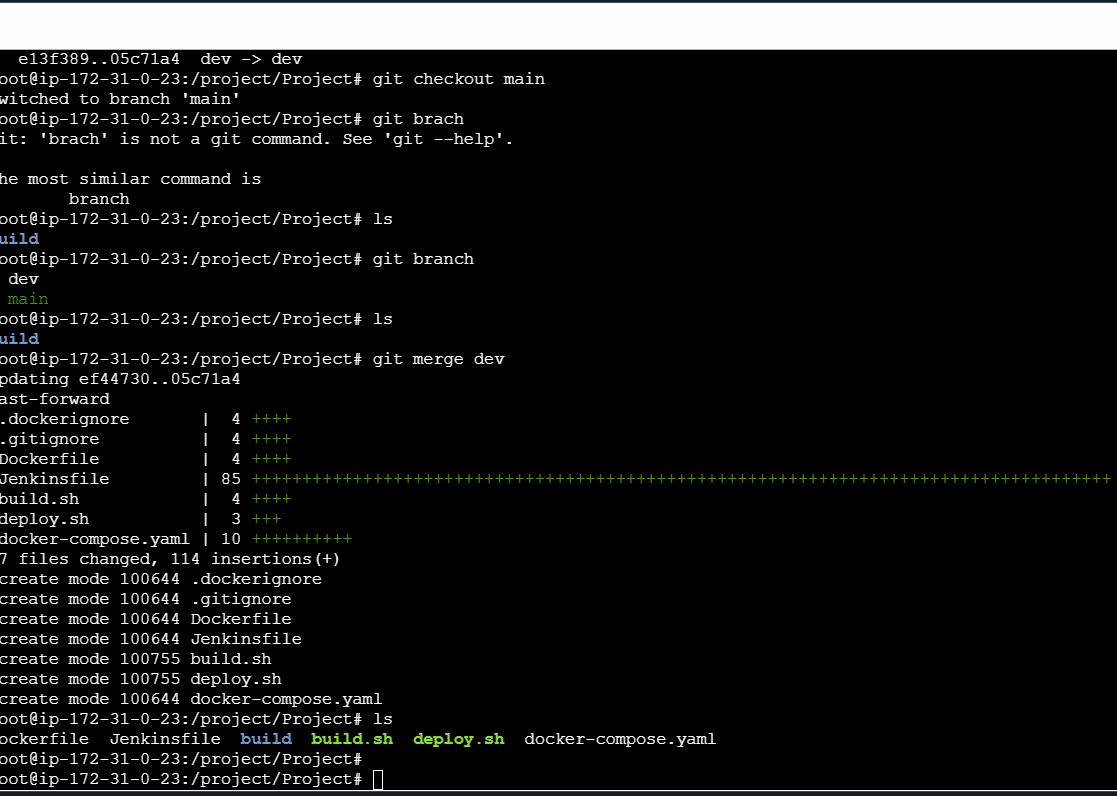 e13f389..05c71a4  dev -> dev
oot@ip-172-31-0-23:/project/Project# git checkout main
witched to branch 'main'
oot@ip-172-31-0-23:/project/Project# git brach
it: 'brach' is not a git command. See 'git --help'.
he most similar command is
branch
oot@ip-172-31-0-23:/project/Project# ls
uild
oot@ip-172-31-0-23:/project/Project# git branch
dev
main
oot@ip-172-31-0-23:/project/Project# ls
uild
oot@ip-172-31-0-23:/project/Project# git merge dev
pdating ef44730..05c71a4
ast-forward
.dockerignore       |  4 ++++
.gitignore          |  4 ++++
Dockerfile          |  4 ++++
Jenkinsfile         | 85 +++++++++++++++++++++++++++++++++++++++++++++++++++++++++++++++++++++++++++++++++++++
build.sh            |  4 ++++
deploy.sh           |  3 +++
docker-compose.yaml | 10 ++++++++++
7 files changed, 114 insertions(+)
create mode 100644 .dockerignore
create mode 100644 .gitignore
create mode 100644 Dockerfile
create mode 100644 Jenkinsfile
create mode 100755 build.sh
create mode 100755 deploy.sh
create mode 100644 docker-compose.yaml
oot@ip-172-31-0-23:/project/Project# ls
ockerfile  Jenkinsfile  build  build.sh  deploy.sh  docker-compose.yaml
oot@ip-172-31-0-23:/project/Project#
oot@ip-172-31-0-23:/project/Project#